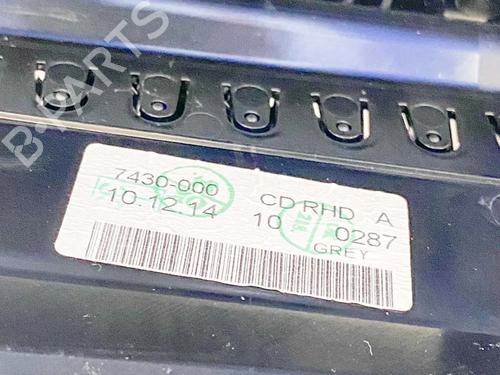 B-PARTS
7430-000 CD RHD A
10.12.14 10 0287
GREY